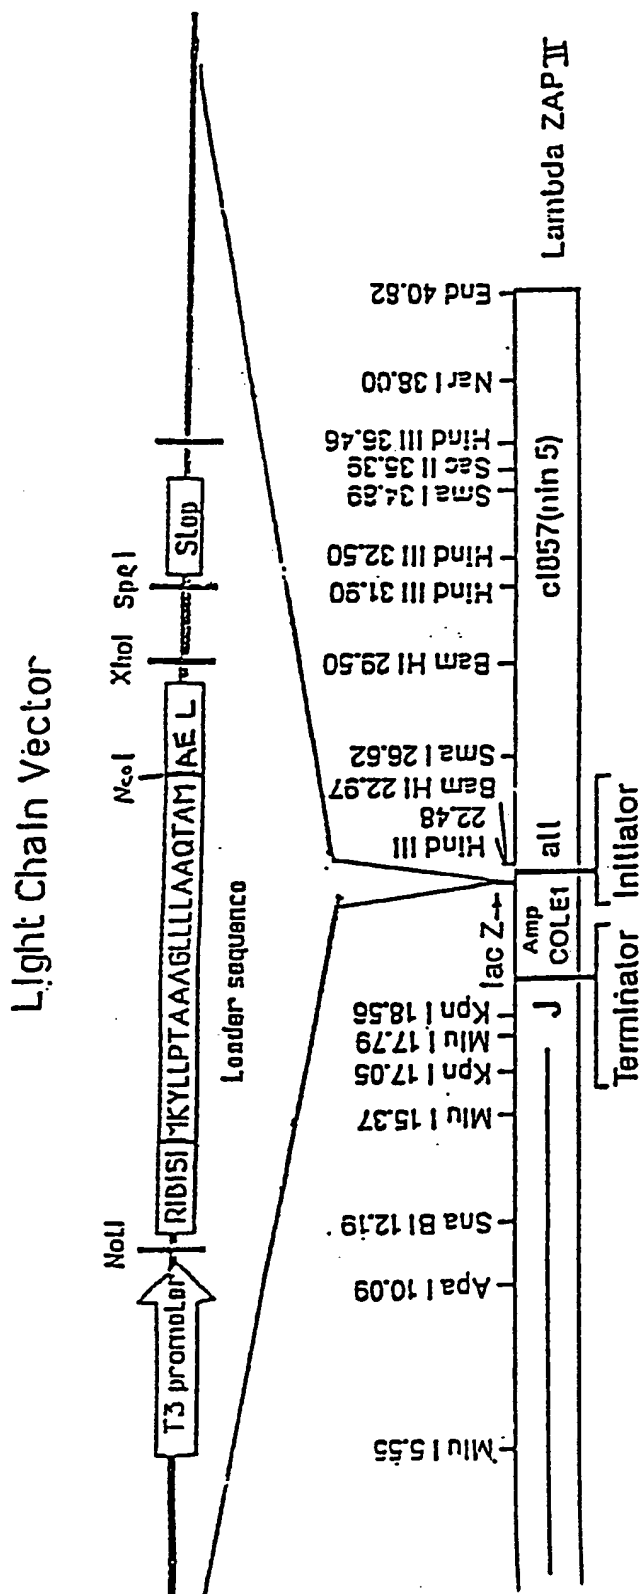 Light Chain Vector
T3 promoter
NotI
RIBISI
MKYLLPTAAAGLLLLAAQTAM
NcoI
AE L
XhoI
SpeI
Stop
Leader sequence
Mlu I 5.55
Apa I 10.09
Sna BI 12.19
Mlu I 15.37
Kpn I 17.05
Mlu I 17.79
Kpn I 18.56
lac Z→
Hind III
22.48
Bam HI 22.97
Sma I 26.62
Bam HI 29.50
Hind III 31.90
Hind III 32.50
Sma I 34.89
Sac II 35.39
Hind III 35.46
Nar I 38.00
End 40.82
J
Amp
COLE1
att
cI857(nin 5)
Terminator
Initiator
Lambda ZAP II